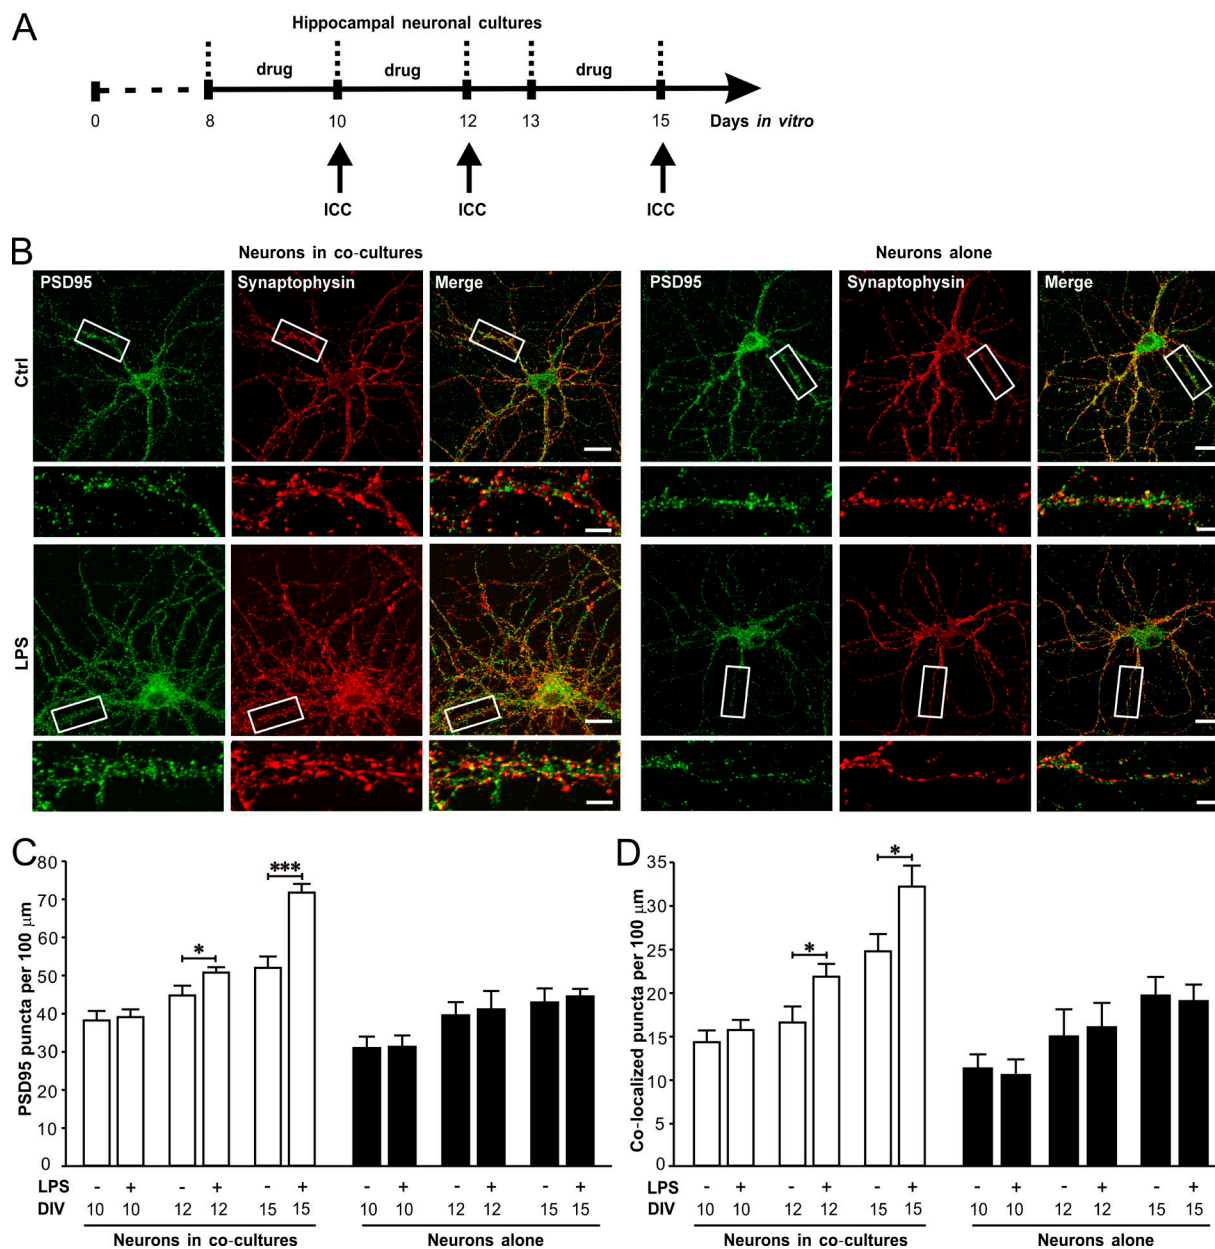 A
Hippocampal neuronal cultures
drug drug drug
0 8 10 12 13 15 Days in vitro
ICC ICC ICC
B
Neurons in co-cultures Neurons alone
PSD95 Synaptophysin Merge PSD95 Synaptophysin Merge
Ctrl
LPS
C
PSD95 puncta per 100 μm
80
70
60
50
40
30
20
10
0
* ***
LPS - + - + - + - + - + - +
DIV 10 10 12 12 15 15 10 10 12 12 15 15
Neurons in co-cultures Neurons alone
D
Co-localized puncta per 100 μm
35
30
25
20
15
10
5
0
* *
LPS - + - + - + - + - + - +
DIV 10 10 12 12 15 15 10 10 12 12 15 15
Neurons in co-cultures Neurons alone